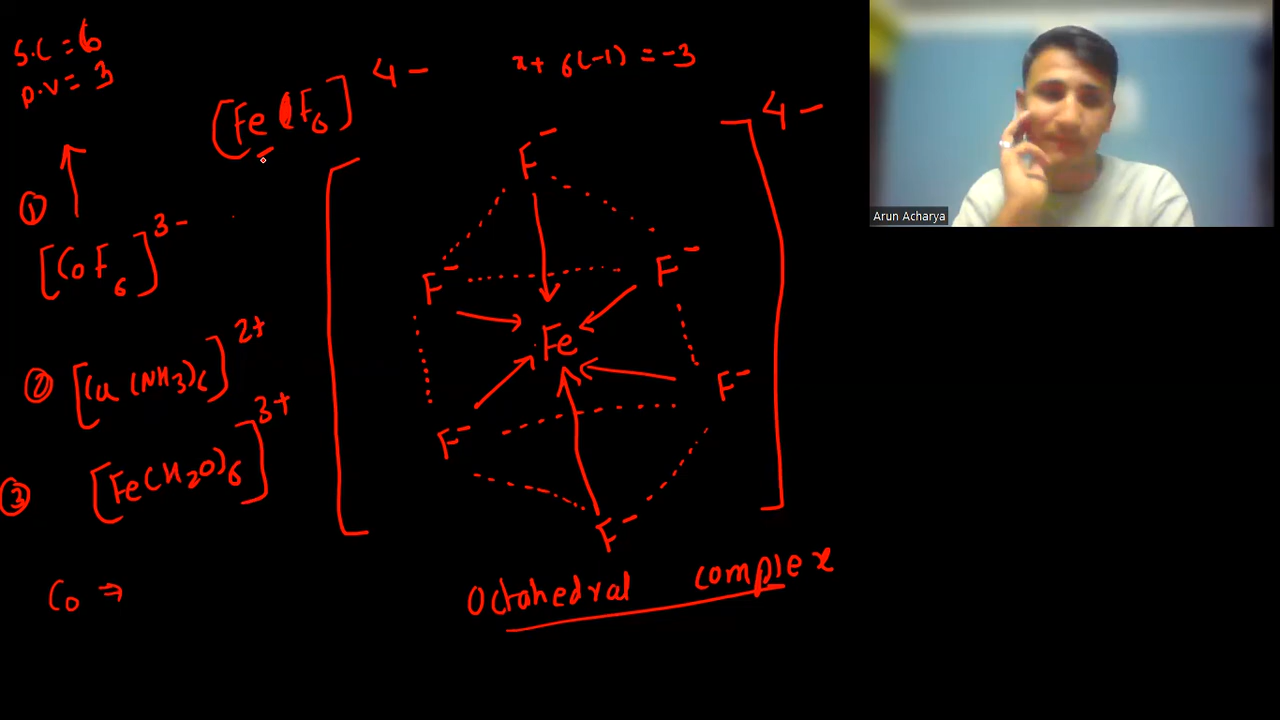 S.C = 6
p.v = 3
[Fe F6]4-
x + 6(-1) = -3
4-
F-
F-
F-
Fe
F-
F-
F-
Octahedral complex
①
[CoF6]3-
② [Cu(NH3)6]2+
③ [Fe(H2O)6]3+
Co ⇒
Arun Acharya